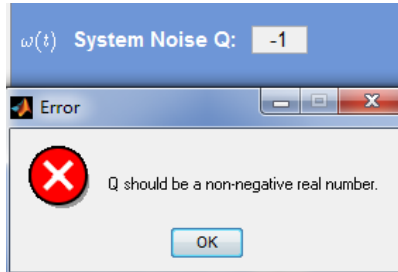 ω(t) System Noise Q: -1
Error
Q should be a non-negative real number.
OK